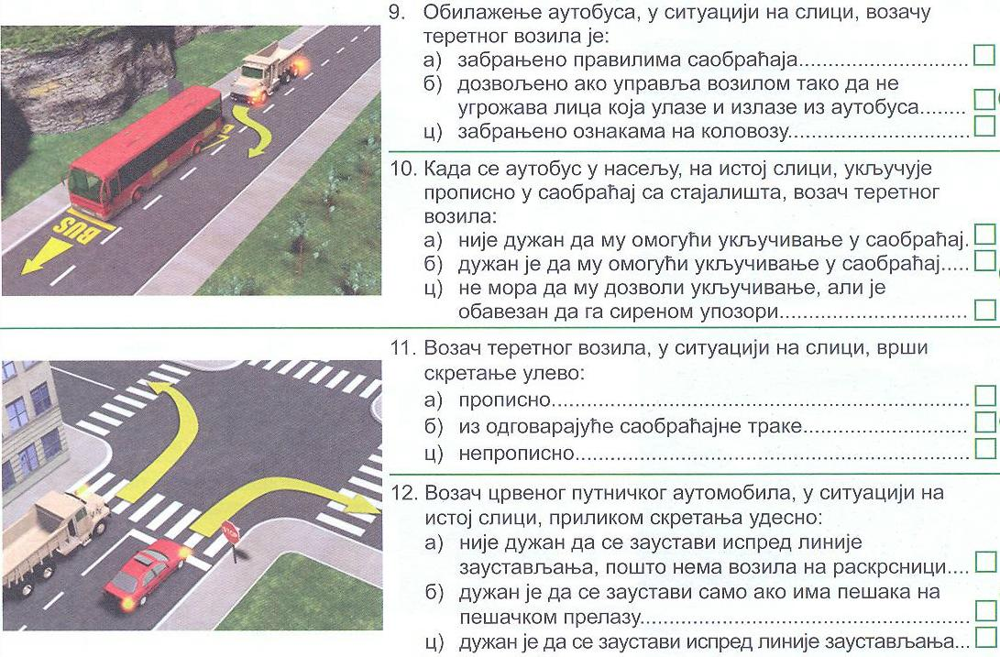 9. Обилажење аутобуса, у ситуацији на слици, возачу
теретног возила је:
а) забрањено правилима саобраћаја............................
б) дозвољено ако управља возилом тако да не
угрожава лица која улазе и излазе из аутобуса........
ц) забрањено ознакама на коловозу..............................
10. Када се аутобус у насељу, на истој слици, укључује
прописно у саобраћај са стајалишта, возач теретног
возила:
а) није дужан да му омогући укључивање у саобраћај.
б) дужан је да му омогући укључивање у саобраћај.....
ц) не мора да му дозволи укључивање, али је
обавезан да га сиреном упозори...............................
BUS
11. Возач теретног возила, у ситуацији на слици, врши
скретање улево:
а) прописно..............................................................
б) из одговарајуће саобраћајне траке...........................
ц) непрописно...........................................................
12. Возач црвеног путничког аутомобила, у ситуацији на
истој слици, приликом скретања удесно:
а) није дужан да се заустави испред линије
заустављања, пошто нема возила на раскрсници....
б) дужан је да се заустави само ако има пешака на
пешачком прелазу....................................................
ц) дужан је да се заустави испред линије заустављања...
STOP